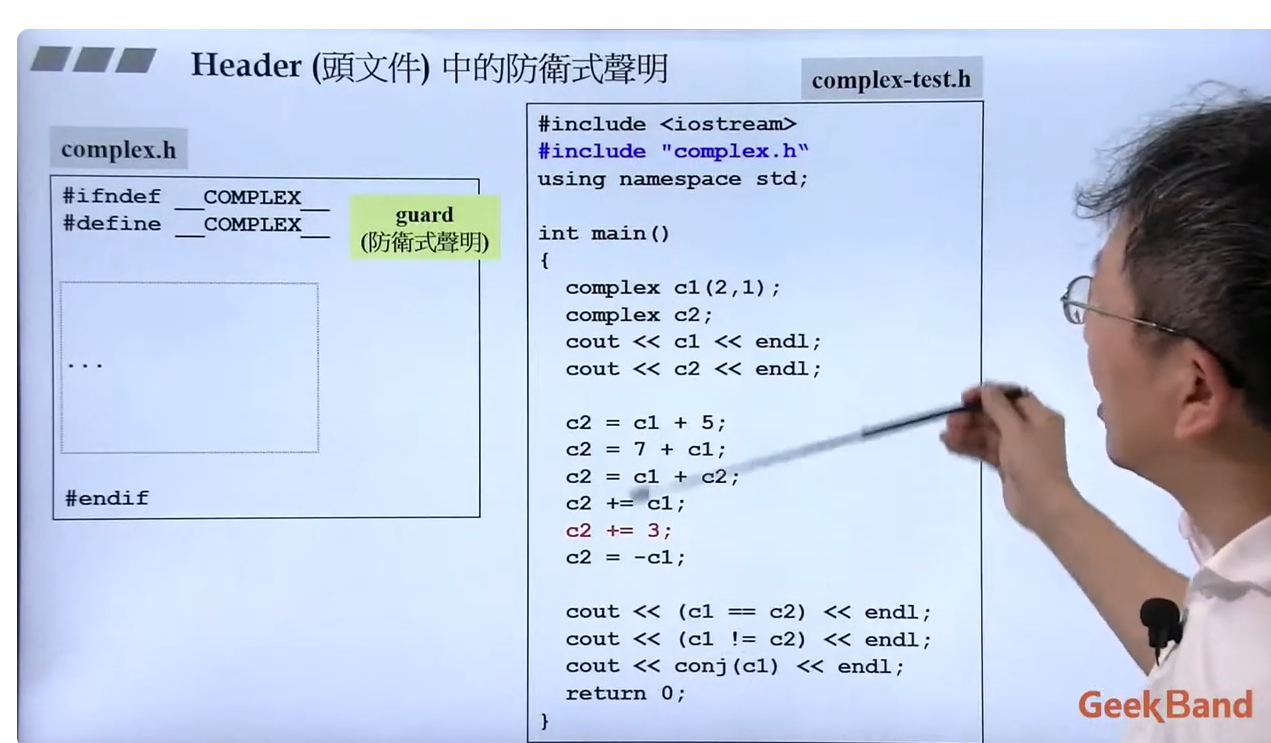 Header (頭文件) 中的防衛式聲明
complex.h
#ifndef __COMPLEX__
#define __COMPLEX__
guard
(防衛式聲明)
...
#endif
complex-test.h
#include <iostream>
#include "complex.h“
using namespace std;
int main()
{
complex c1(2,1);
complex c2;
cout << c1 << endl;
cout << c2 << endl;
c2 = c1 + 5;
c2 = 7 + c1;
c2 = c1 + c2;
c2 += c1;
c2 += 3;
c2 = -c1;
cout << (c1 == c2) << endl;
cout << (c1 != c2) << endl;
cout << conj(c1) << endl;
return 0;
}
GeekBand